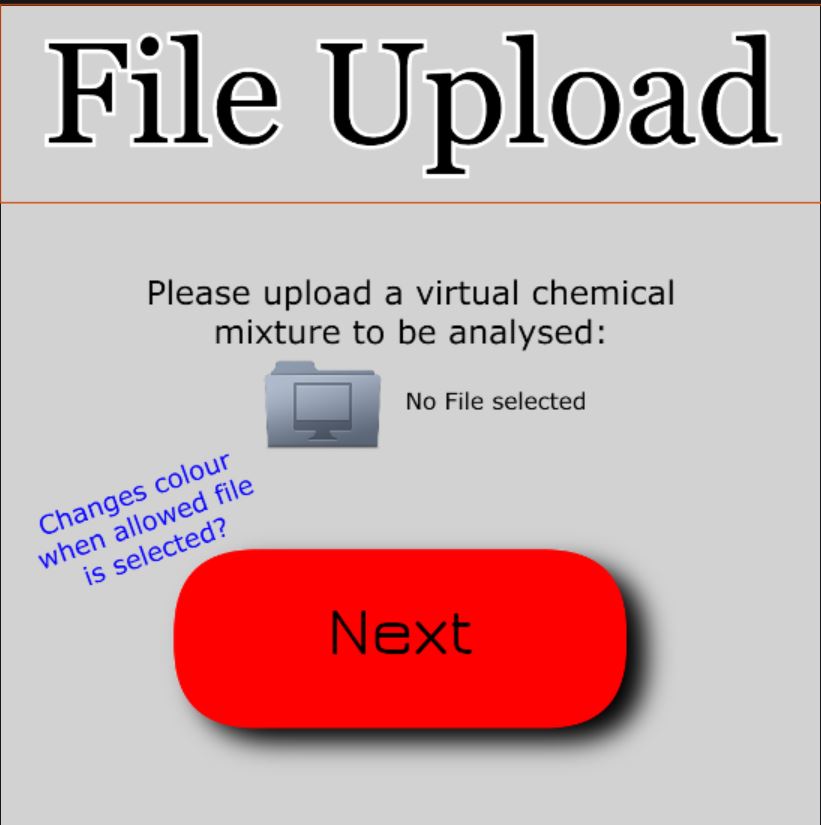 File Upload
Please upload a virtual chemical
mixture to be analysed:
No File selected
Changes colour
when allowed file
is selected?
Next